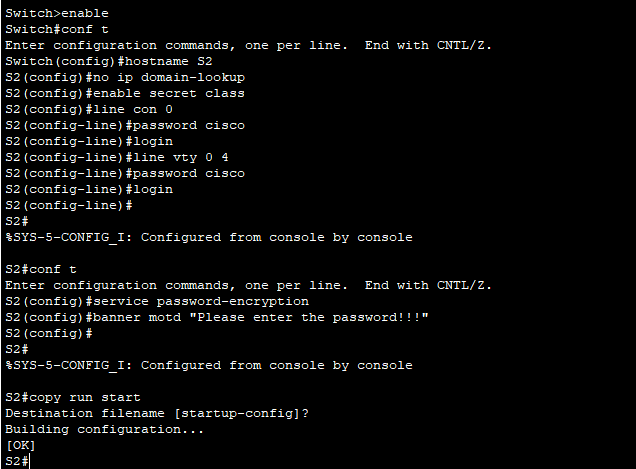 Switch>enable
Switch#conf t
Enter configuration commands, one per line.  End with CNTL/Z.
Switch(config)#hostname S2
S2(config)#no ip domain-lookup
S2(config)#enable secret class
S2(config)#line con 0
S2(config-line)#password cisco
S2(config-line)#login
S2(config-line)#line vty 0 4
S2(config-line)#password cisco
S2(config-line)#login
S2(config-line)#
S2#
%SYS-5-CONFIG_I: Configured from console by console
S2#conf t
Enter configuration commands, one per line.  End with CNTL/Z.
S2(config)#service password-encryption
S2(config)#banner motd "Please enter the password!!!"
S2(config)#
S2#
%SYS-5-CONFIG_I: Configured from console by console
S2#copy run start
Destination filename [startup-config]?
Building configuration...
[OK]
S2#